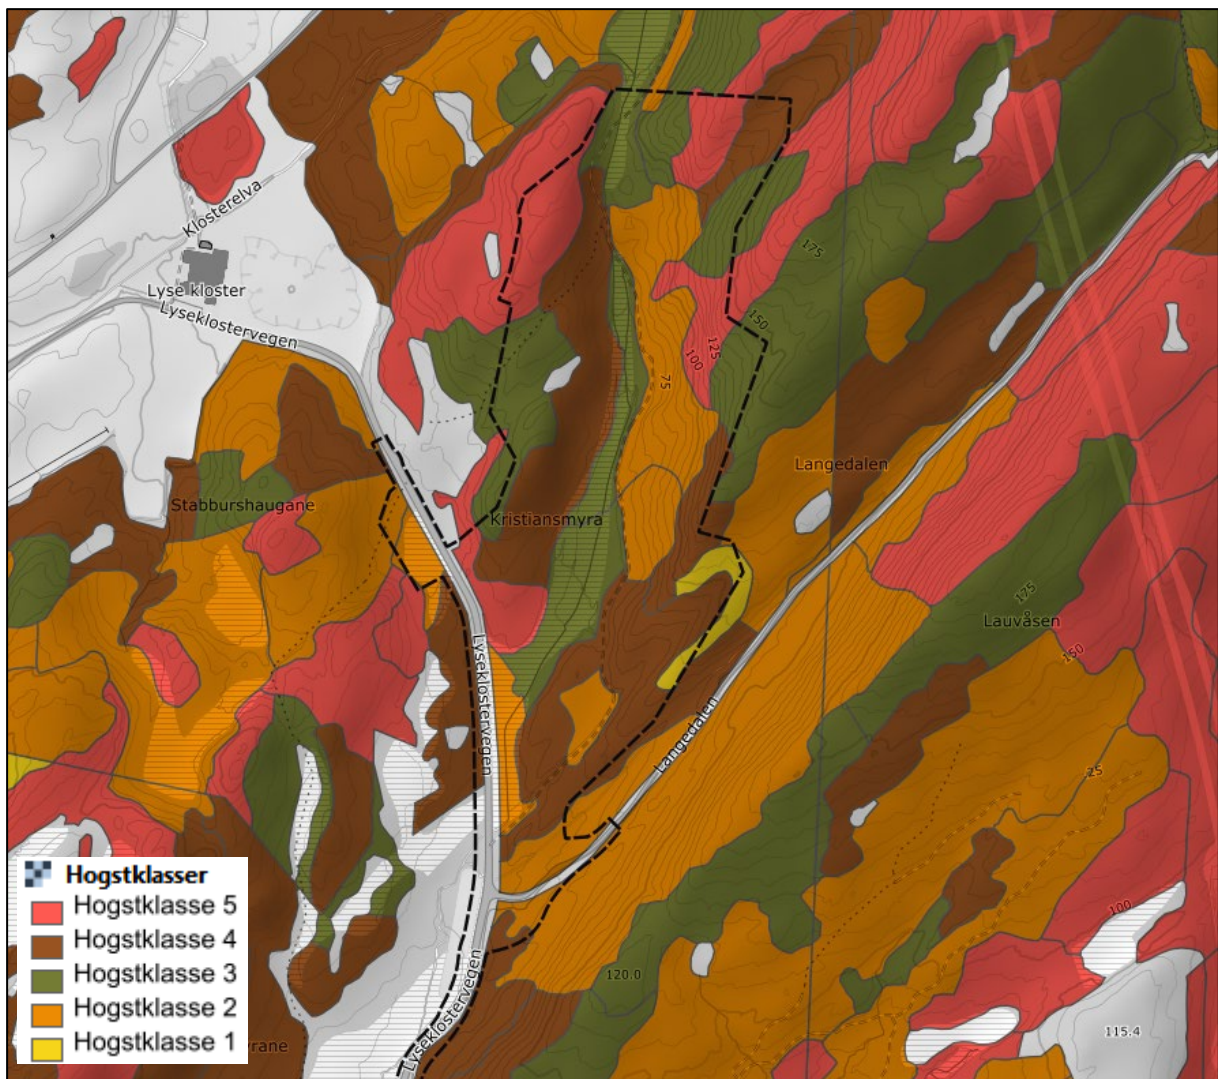 Klosterelva
Lyse kloster
Lyseklostervegen
175
150
125
100
75
Langedalen
Stabburshaugane
Kristiansmyra
175
Lauvåsen
150
Lyseklostervegen
Langedalen
25
100
120.0
115.4
Lyseklostervegen
rane
Hogstklasser
Hogstklasse 5
Hogstklasse 4
Hogstklasse 3
Hogstklasse 2
Hogstklasse 1